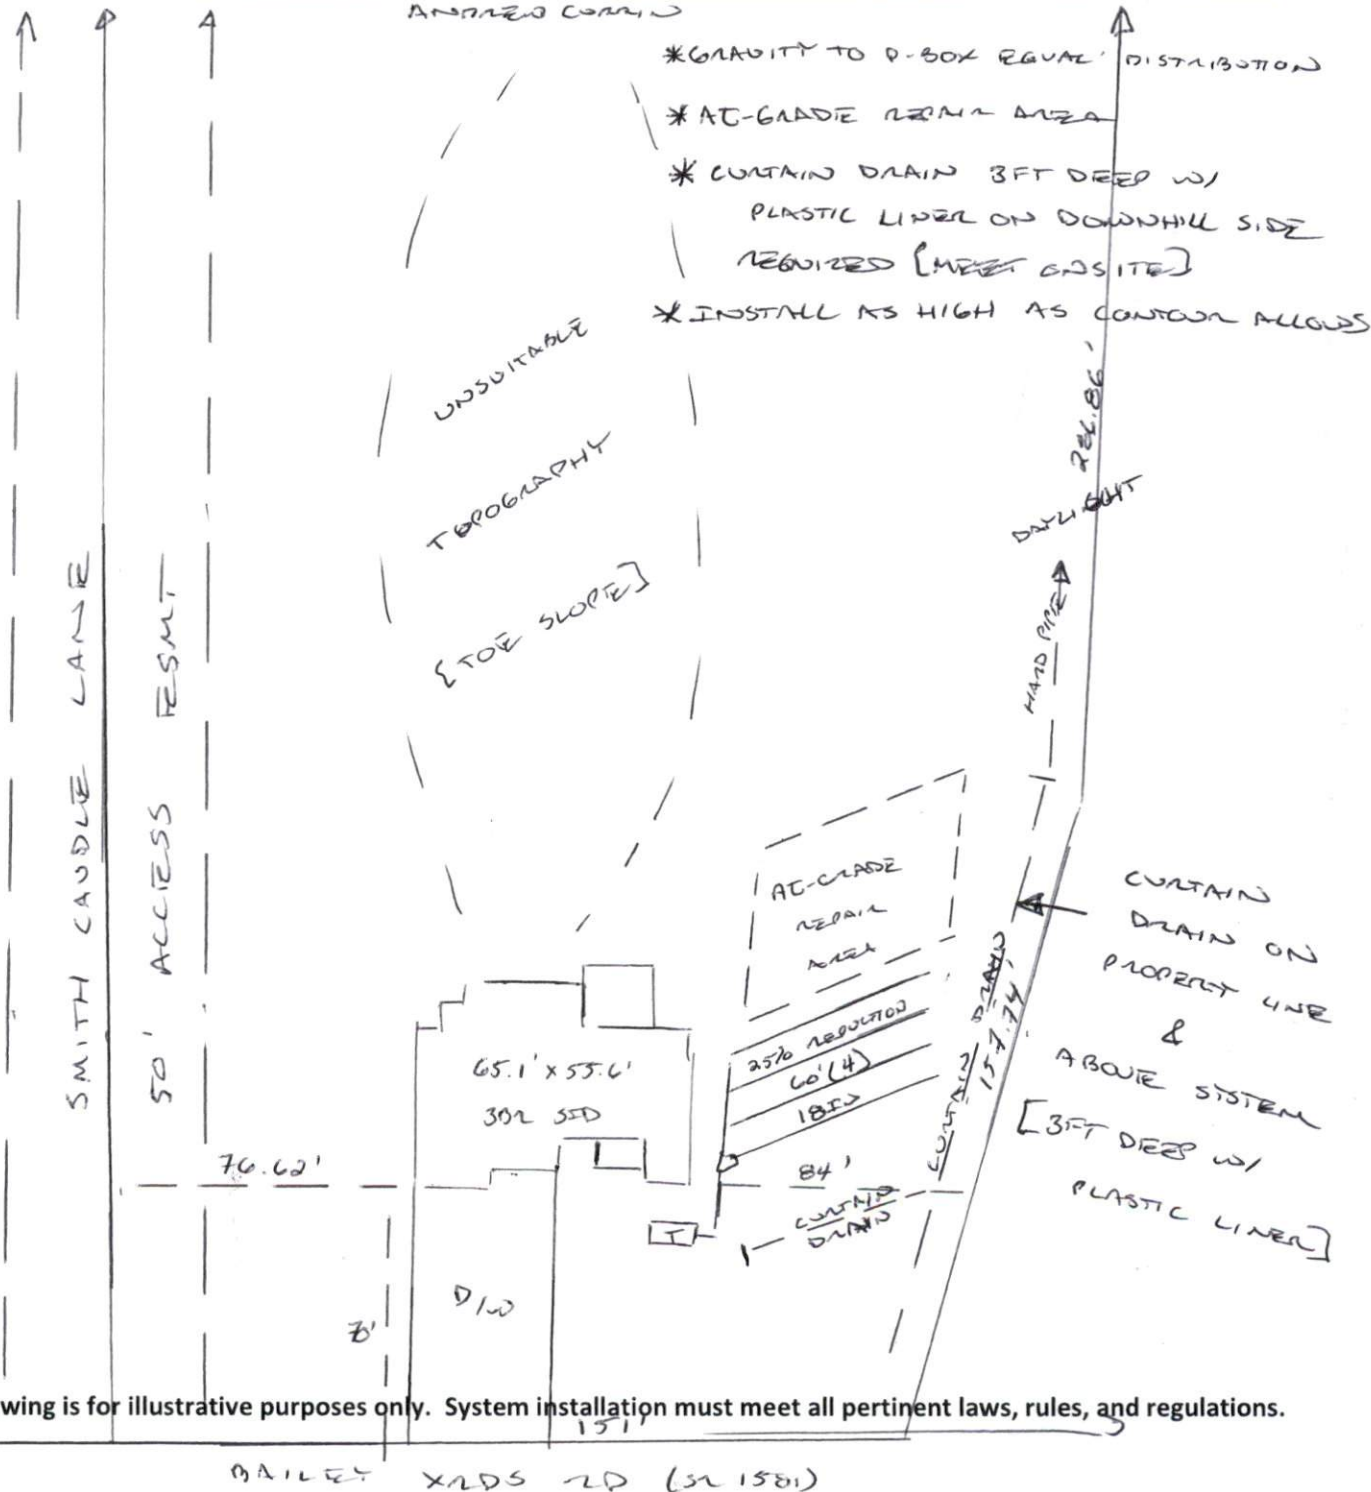 ANDREW CORRIN
*GRAVITY TO D-BOX EQUAL DISTRIBUTION
* AT-GRADE REPAIR AREA
* CURTAIN DRAIN 3FT DEEP W/
PLASTIC LINER ON DOWNHILL SIDE
REQUIRED [MEET ONSITE]
* INSTALL AS HIGH AS CONTOUR ALLOWS
UNSUITABLE
TOPOGRAPHY
{TOE SLOPE]
286.86'
DAYLIGHT
HARD PIPE
SMITH CAUDLE LANE
50' ACCESS ESMT
AT-GRADE
REPAIR
AREA
CURTAIN
DRAIN ON
PROPERTY LINE
&
ABOVE SYSTEM
[3FT DEEP W/
PLASTIC LINER]
CURTAIN DRAIN
157.74'
25% REDUCTION
60'(4)
18IN
65.1' x 55.6'
3BR SFD
76.62'
84'
CURTAIN
DRAIN
T
D/W
wing is for illustrative purposes only. System installation must meet all pertinent laws, rules, and regulations.
151'
BAILEY XRDS RD (SR 1581)